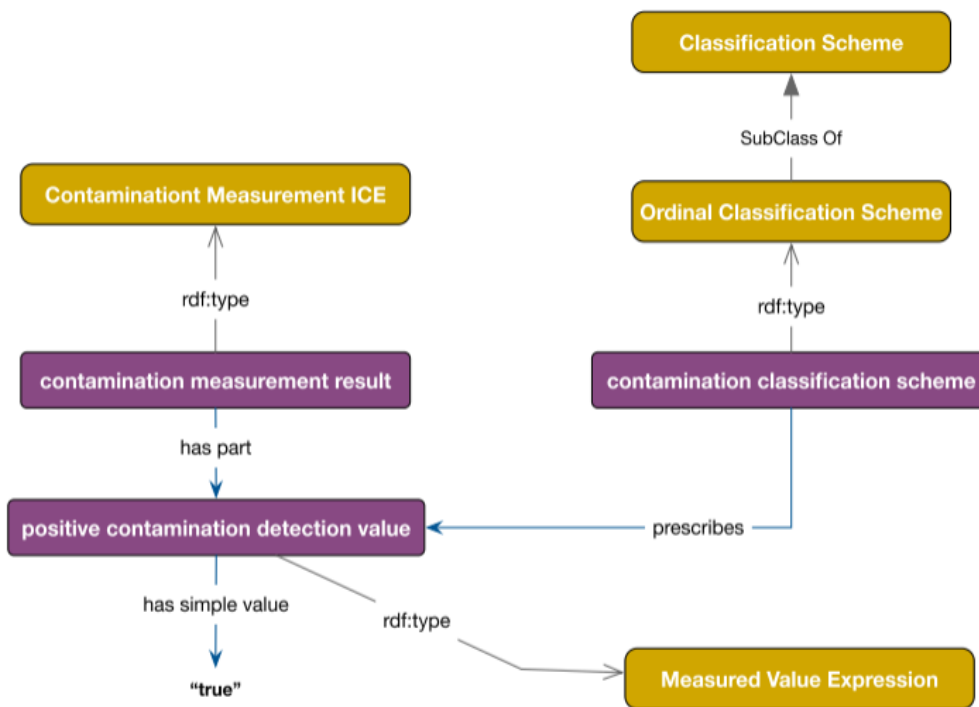 Classification Scheme
SubClass Of
Contaminationt Measurement ICE
Ordinal Classification Scheme
rdf:type
rdf:type
contamination measurement result
contamination classification scheme
has part
positive contamination detection value
prescribes
has simple value
rdf:type
“true”
Measured Value Expression